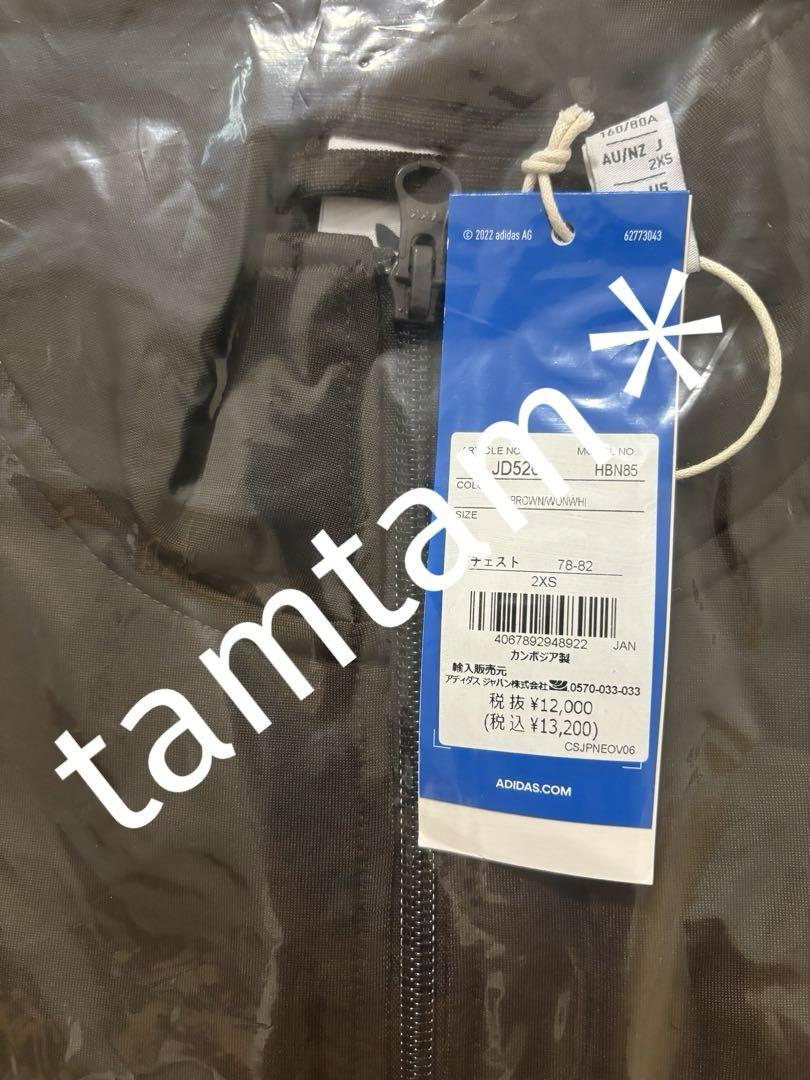 160/80A
AU/NZ J
2XS
US
© 2022 adidas AG 62773043
ARTICLE NO. MODEL NO.
HBN85
BROWN/WONWHI
SIZE
チェスト 78-82
2XS
4067892948922 JAN
カンボジア製
輸入販売元
アディダス ジャパン株式会社 0570-033-033
税抜 ¥12,000
(税込 ¥13,200)
CSJPNEOV06
ADIDAS.COM
tamtam*